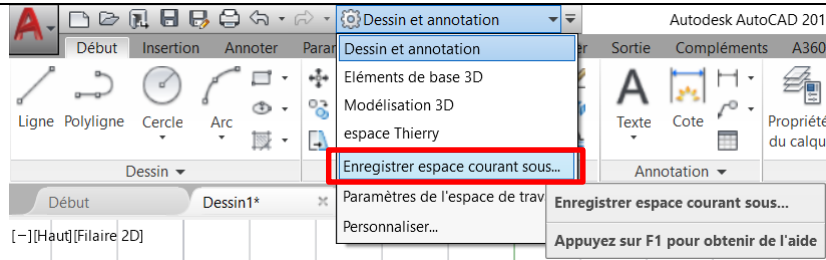 Dessin et annotation
Autodesk AutoCAD 201
Début Insertion Annoter Sortie Compléments A360
Dessin et annotation
Eléments de base 3D
Modélisation 3D
espace Thierry
Enregistrer espace courant sous...
Paramètres de l'espace de
Personnaliser...
Ligne Polyligne Cercle Arc
Texte Cote Propriété
du calqu
Dessin
Annotation
Début Dessin1*
Enregistrer espace courant sous...
Appuyez sur F1 pour obtenir de l'aide
[−][Haut][Filaire 2D]